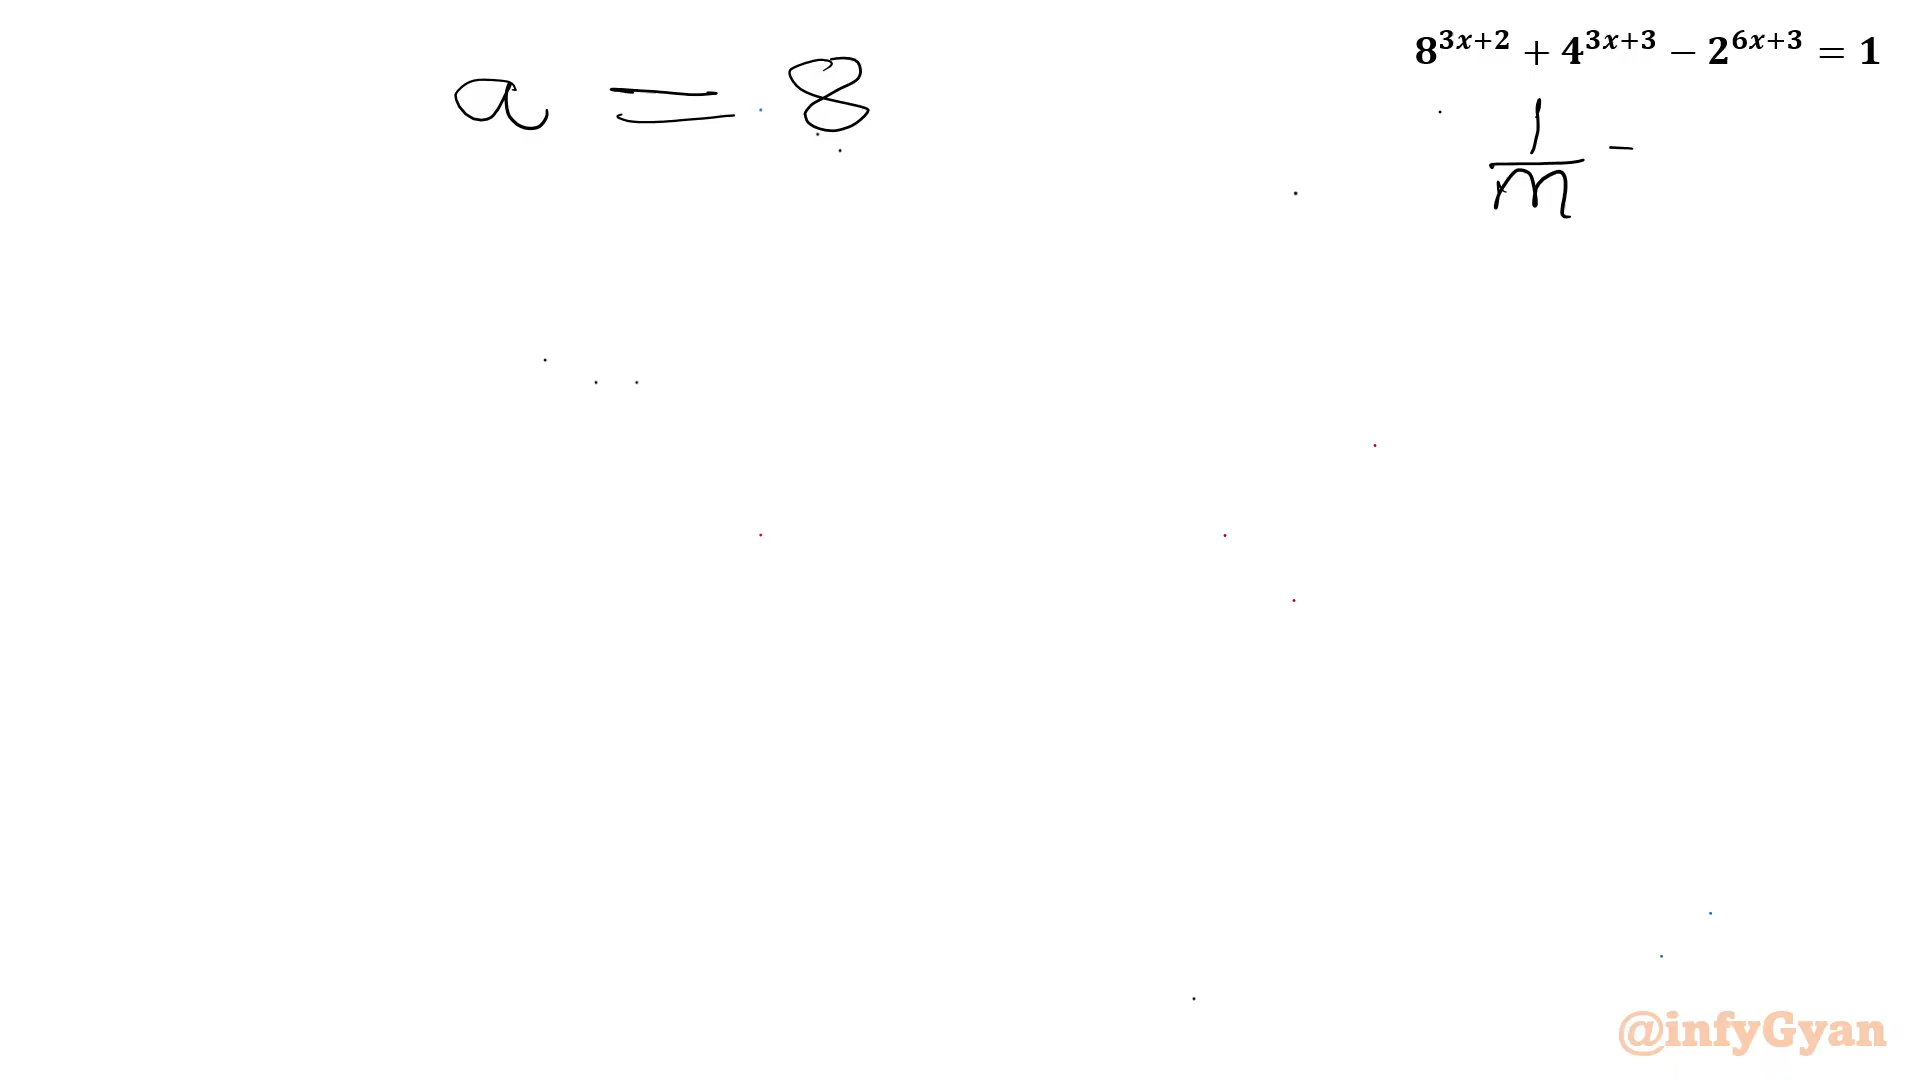 8^{3x+2} + 4^{3x+3} − 2^{6x+3} = 1
a = 8
1/m -
@infyGyan